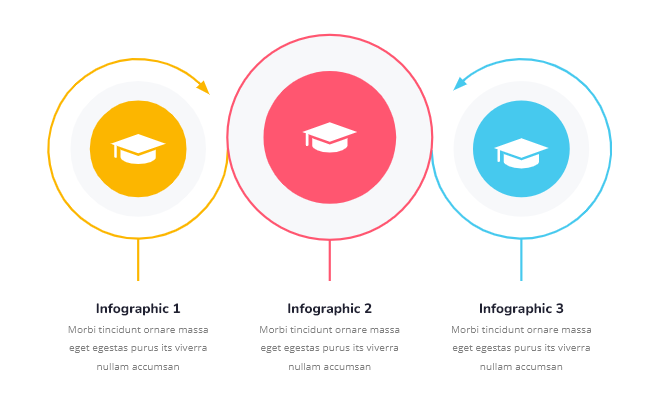 Infographic 1
Morbi tincidunt ornare massa
eget egestas purus its viverra
nullam accumsan
Infographic 2
Morbi tincidunt ornare massa
eget egestas purus its viverra
nullam accumsan
Infographic 3
Morbi tincidunt ornare massa
eget egestas purus its viverra
nullam accumsan